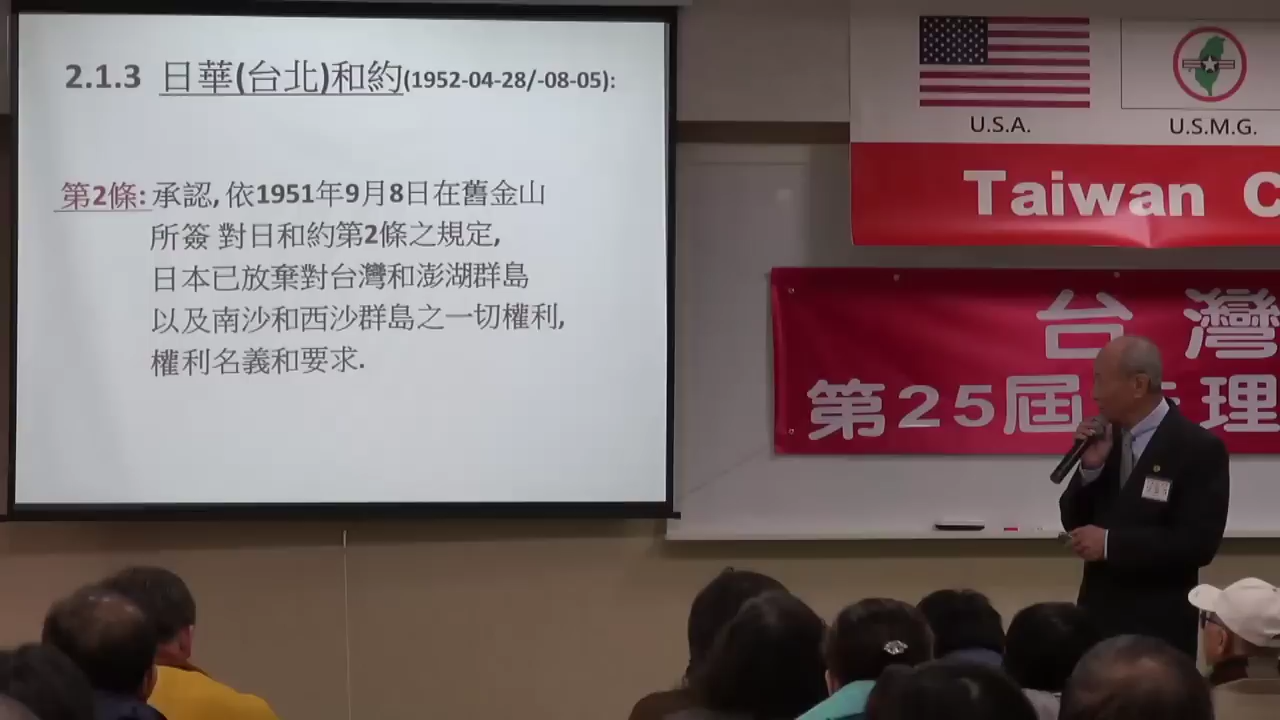 2.1.3 日華(台北)和約(1952-04-28/-08-05):
第2條: 承認, 依1951年9月8日在舊金山
所簽 對日和約第2條之規定,
日本已放棄對台灣和澎湖群島
以及南沙和西沙群島之一切權利,
權利名義和要求.
U.S.A.
U.S.M.G.
Taiwan C
台灣
第25屆 理